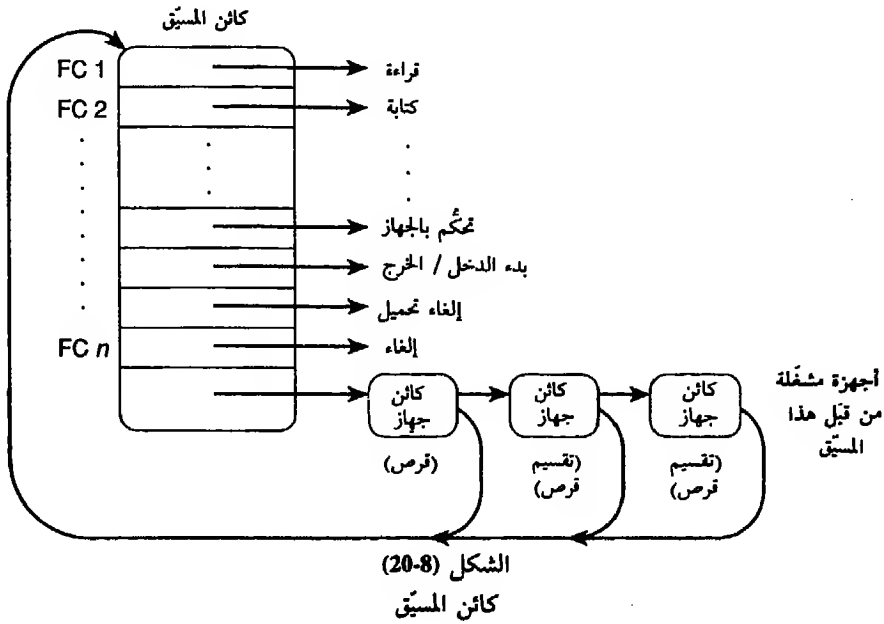 كائن المسيّق
FC 1
قراءة
FC 2
كتابة
تحكُّم بالجهاز
بدء الدخل / الخرج
إلغاء تحميل
FC n
إلغاء
كائن
جهاز
كائن
جهاز
كائن
جهاز
أجهزة مشغّلة
من قبَل هذا
المسيّق
(قرص)
(تقسيم
قرص)
(تقسيم
قرص)
الشكل (8-20)
كائن المسيّق